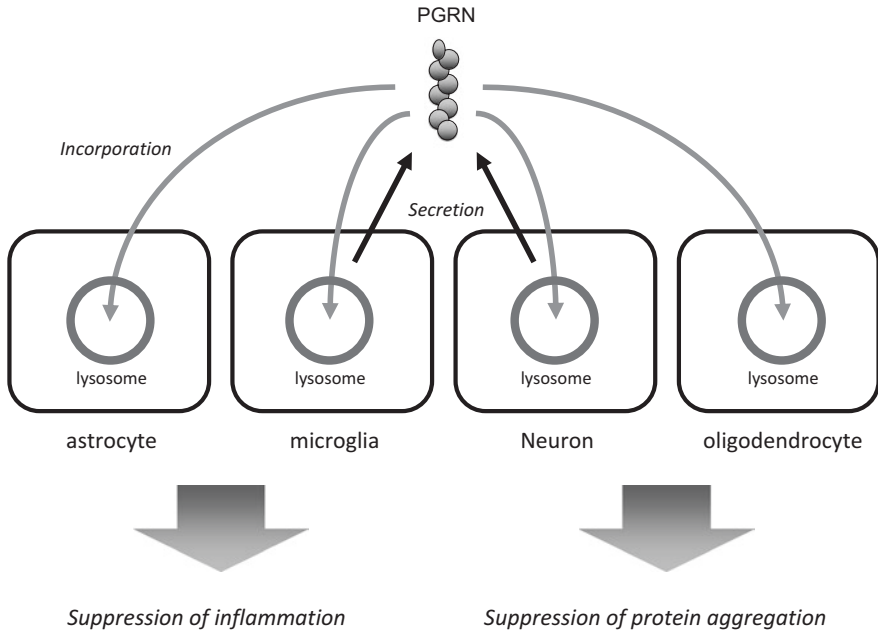 PGRN
Incorporation
Secretion
lysosome
lysosome
lysosome
lysosome
astrocyte
microglia
Neuron
oligodendrocyte
Suppression of inflammation
Suppression of protein aggregation